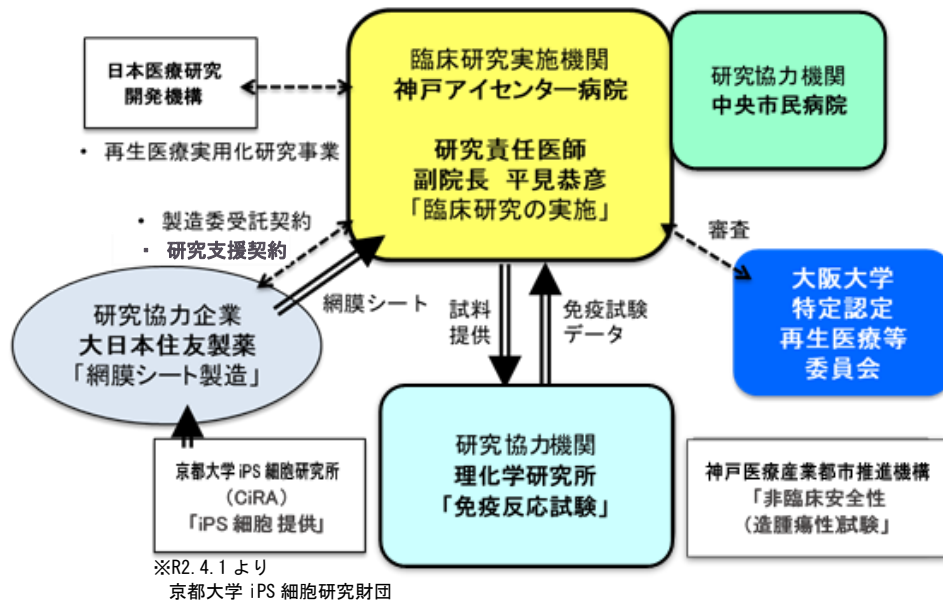 日本医療研究
開発機構
・ 再生医療実用化研究事業
臨床研究実施機関
神戸アイセンター病院
研究責任医師
副院長 平見恭彦
「臨床研究の実施」
研究協力機関
中央市民病院
・ 製造委受託契約
・ 研究支援契約
網膜シート
試料
提供
免疫試験
データ
審査
大阪大学
特定認定
再生医療等
委員会
研究協力企業
大日本住友製薬
「網膜シート製造」
京都大学 iPS 細胞研究所
(CiRA)
「iPS 細胞 提供」
※R2.4.1 より
京都大学 iPS 細胞研究財団
研究協力機関
理化学研究所
「免疫反応試験」
神戸医療産業都市推進機構
「非臨床安全性
(造腫瘍性)試験」